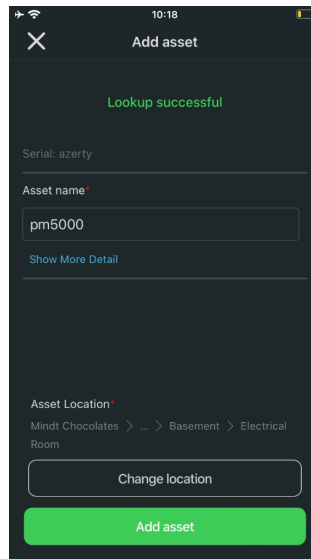 10:18
Add asset
Lookup successful
Serial: azerty
Asset name*
pm5000
Show More Detail
Asset Location*
Mindt Chocolates > ... > Basement > Electrical
Room
Change location
Add asset